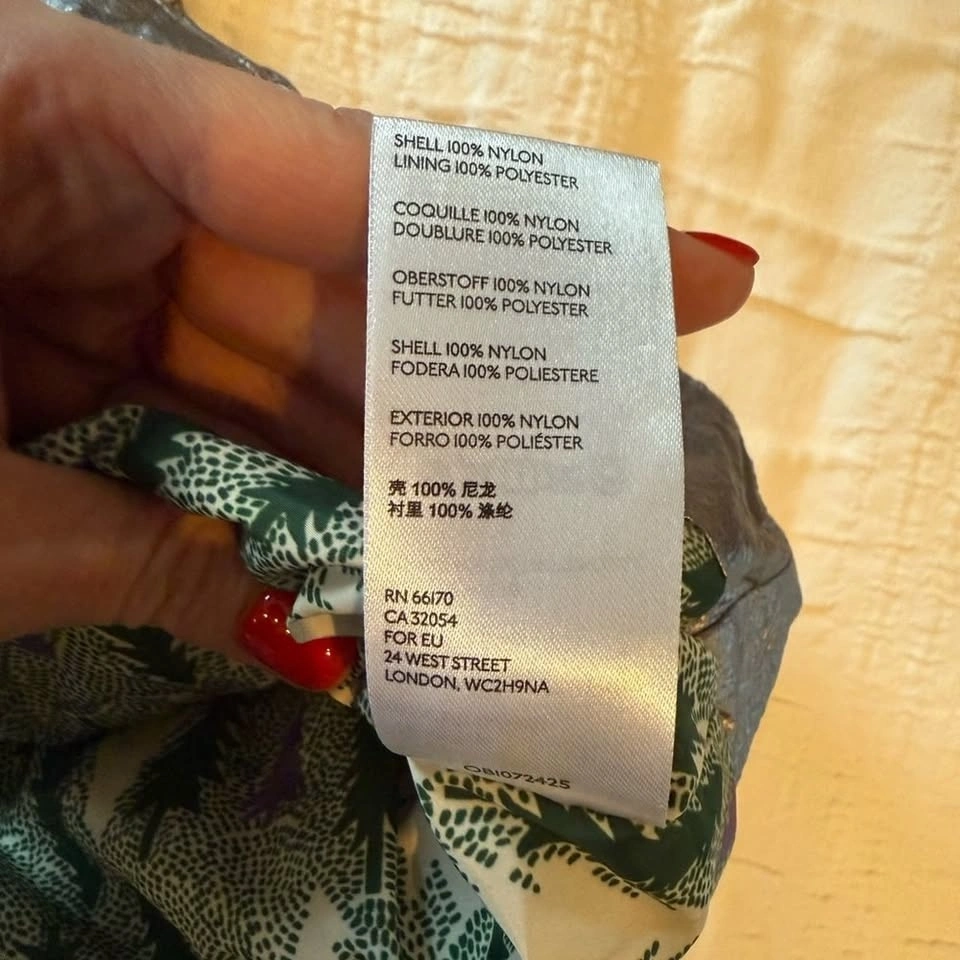 SHELL 100% NYLON
LINING 100% POLYESTER
COQUILLE 100% NYLON
DOUBLURE 100% POLYESTER
OBERSTOFF 100% NYLON
FUTTER 100% POLYESTER
SHELL 100% NYLON
FODERA 100% POLIESTERE
EXTERIOR 100% NYLON
FORRO 100% POLIÉSTER
壳 100% 尼龙
衬里 100% 涤纶
RN 66170
CA 32054
FOR EU
24 WEST STREET
LONDON, WC2H9NA
OB1072425